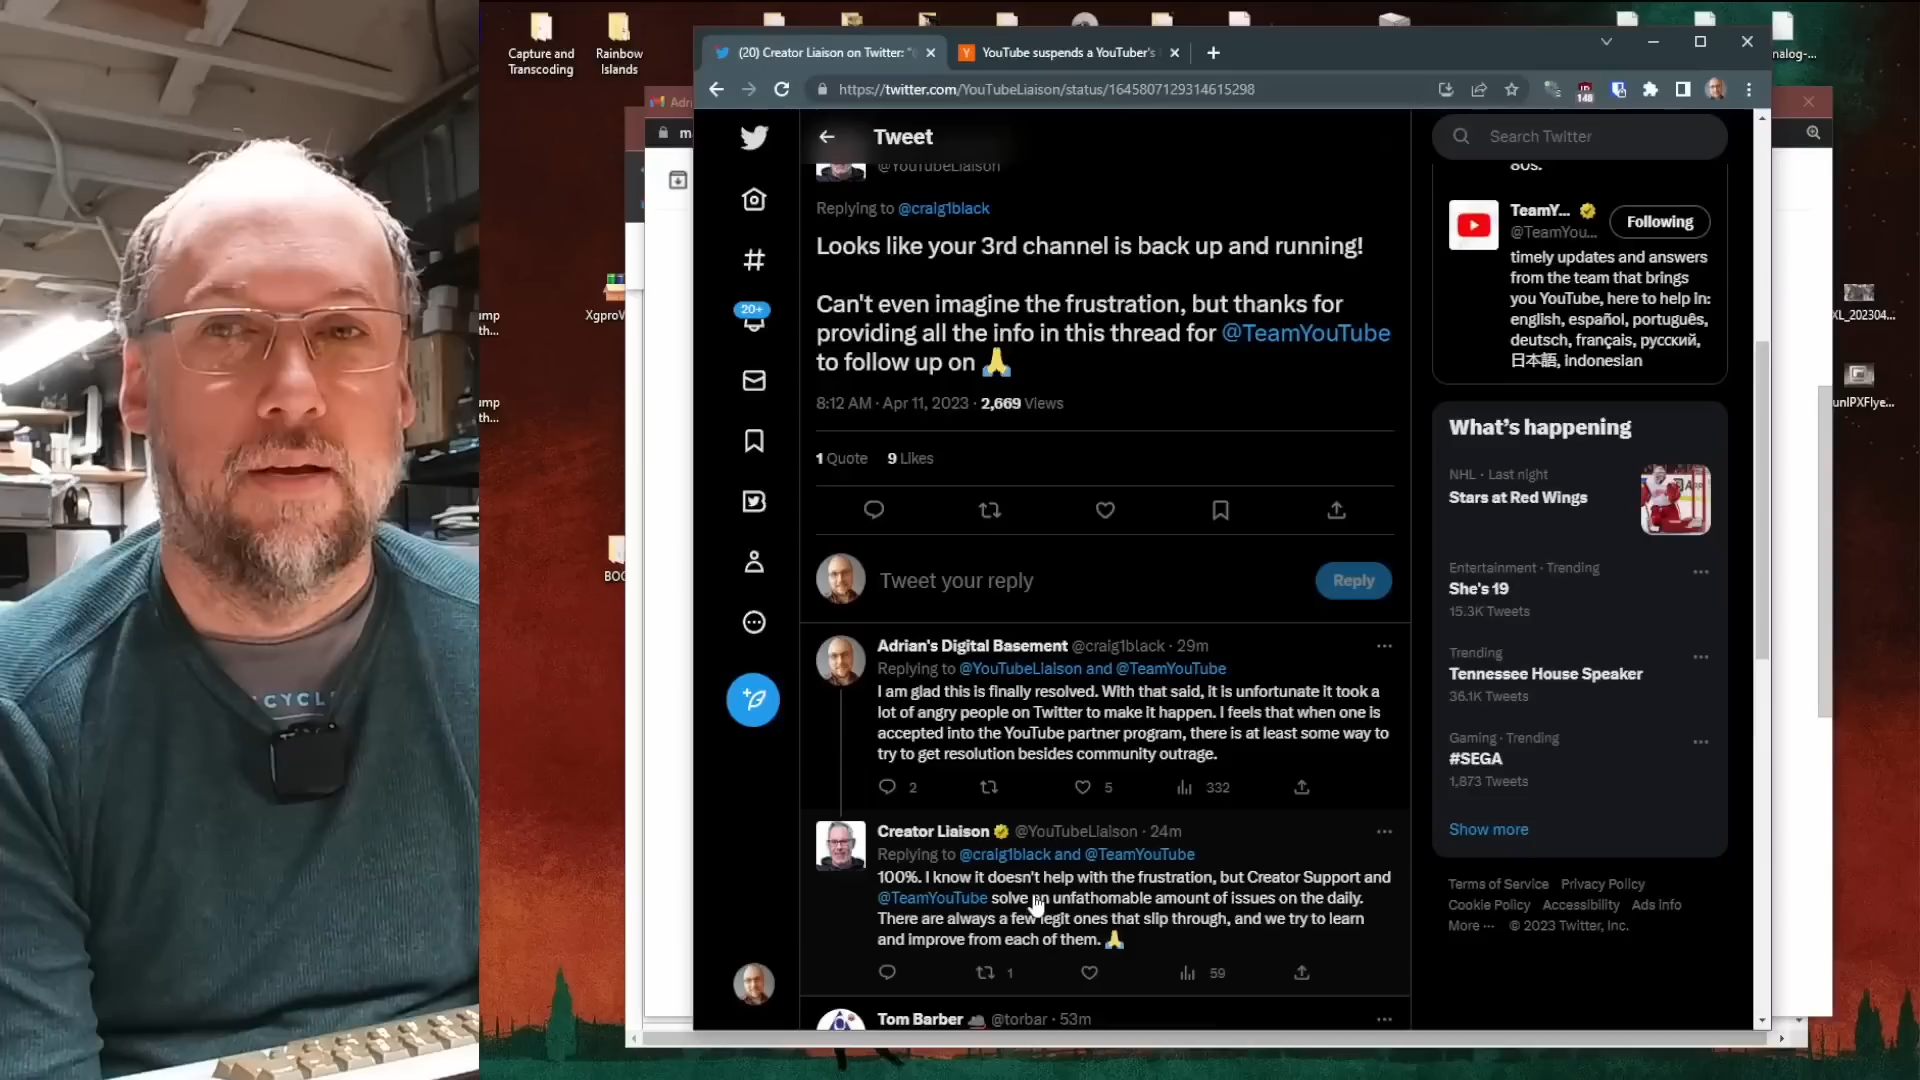 Capture and
Transcoding
Rainbow
Islands
(20) Creator Liaison on Twitter: "
YouTube suspends a YouTuber's
https://twitter.com/YouTubeLiaison/status/1645807129314615298
148
Tweet
Search Twitter
@YouTubeLiaison
Replying to @craig1black
Looks like your 3rd channel is back up and running!
Can't even imagine the frustration, but thanks for
providing all the info in this thread for @TeamYouTube
to follow up on 🙏
8:12 AM · Apr 11, 2023 · 2,669 Views
1 Quote 9 Likes
20+
Tweet your reply
Reply
Adrian's Digital Basement @craig1black · 29m
Replying to @YouTubeLiaison and @TeamYouTube
I am glad this is finally resolved. With that said, it is unfortunate it took a
lot of angry people on Twitter to make it happen. I feels that when one is
accepted into the YouTube partner program, there is at least some way to
try to get resolution besides community outrage.
2 5 332
Creator Liaison @YouTubeLiaison · 24m
Replying to @craig1black and @TeamYouTube
100%. I know it doesn't help with the frustration, but Creator Support and
@TeamYouTube solve an unfathomable amount of issues on the daily.
There are always a few legit ones that slip through, and we try to learn
and improve from each of them. 🙏
1 59
Tom Barber @torbar · 53m
80s.
TeamY...
@TeamYou...
Following
timely updates and answers
from the team that brings
you YouTube, here to help in:
english, español, português,
deutsch, français, русский,
日本語, indonesian
What's happening
NHL · Last night
Stars at Red Wings
Entertainment · Trending
She's 19
15.3K Tweets
Trending
Tennessee House Speaker
36.1K Tweets
Gaming · Trending
#SEGA
1,873 Tweets
Show more
Terms of Service Privacy Policy
Cookie Policy Accessibility Ads info
More ··· © 2023 Twitter, Inc.